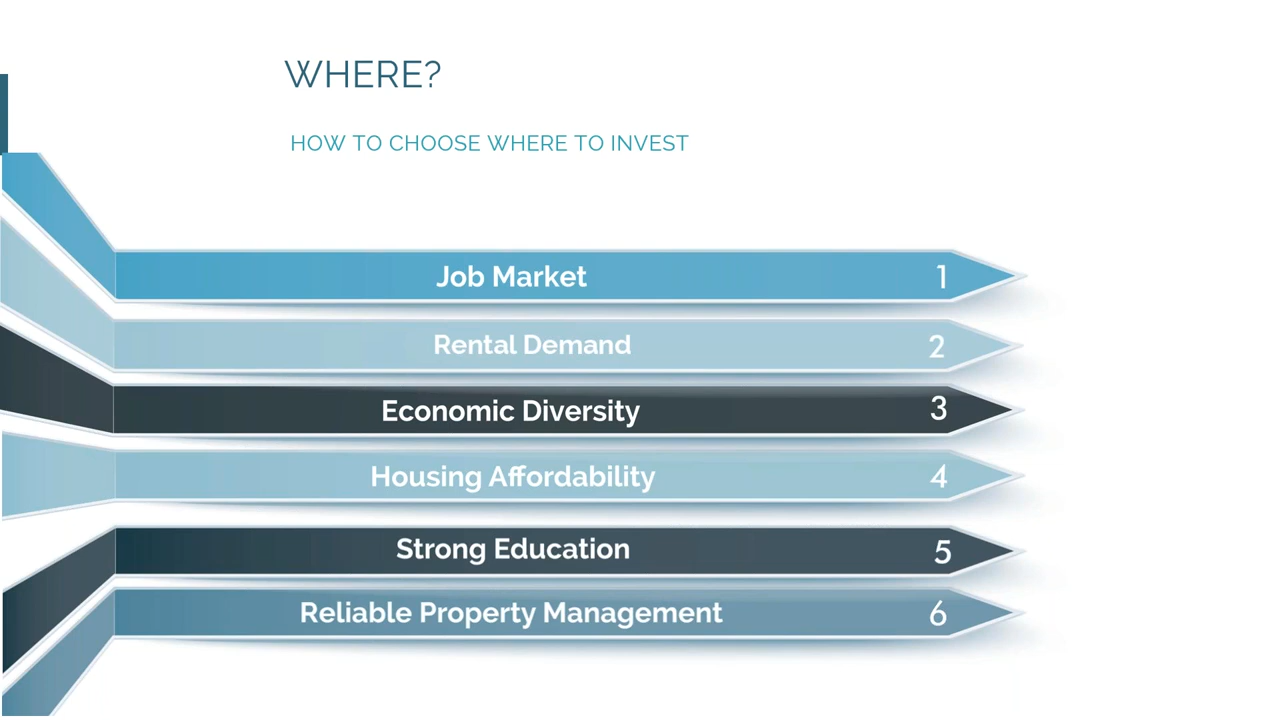 WHERE?
HOW TO CHOOSE WHERE TO INVEST
Job Market 1
Rental Demand 2
Economic Diversity 3
Housing Affordability 4
Strong Education 5
Reliable Property Management 6